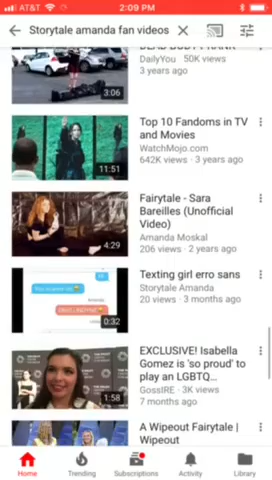 AT&T
2:09 PM
Storytale amanda fan videos
DEAD BODY PRANK
DailyYou · 50K views ·
3 years ago
3:06
Top 10 Fandoms in TV
and Movies
WatchMojo.com
642K views · 3 years ago
11:51
Fairytale - Sara
Bareilles (Unofficial
Video)
Amanda Moskal
206 views · 2 years ago
4:29
Texting girl erro sans
Storytale Amanda
20 views · 3 months ago
0:32
EXCLUSIVE! Isabella
Gomez is 'so proud' to
play an LGBTQ...
GossIRE · 3K views
7 months ago
1:58
A Wipeout Fairytale |
Wipeout
Home
Trending
Subscriptions
Activity
Library